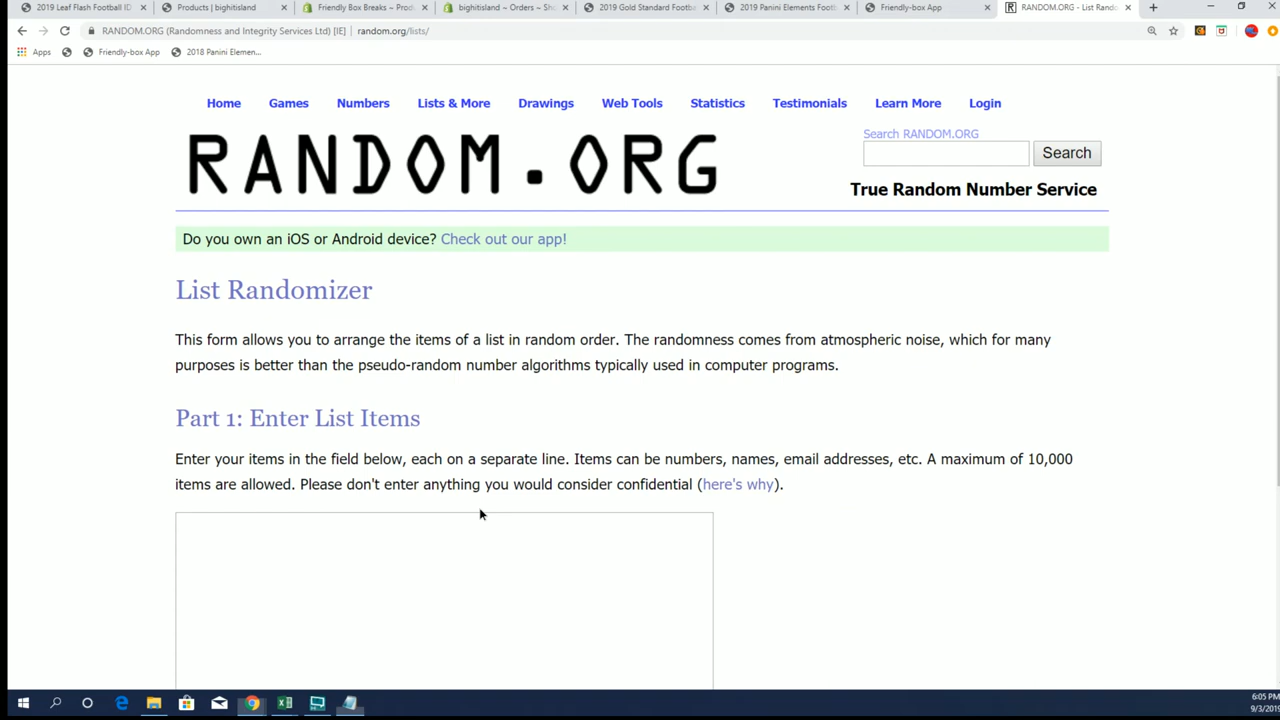 2019 Leaf Flash Football ID
Products | bighitisland
Friendly Box Breaks ~ Prod
bighitisland ~ Orders ~ Sh
2019 Gold Standard Footba
2019 Panini Elements Footb
Friendly-box App
RANDOM.ORG - List Rando
RANDOM.ORG (Randomness and Integrity Services Ltd) [IE] | random.org/lists/
Apps
Friendly-box App
2018 Panini Elemen...
Home Games Numbers Lists & More Drawings Web Tools Statistics Testimonials Learn More Login
RANDOM.ORG
Search RANDOM.ORG
Search
True Random Number Service
Do you own an iOS or Android device? Check out our app!
List Randomizer
This form allows you to arrange the items of a list in random order. The randomness comes from atmospheric noise, which for many
purposes is better than the pseudo-random number algorithms typically used in computer programs.
Part 1: Enter List Items
Enter your items in the field below, each on a separate line. Items can be numbers, names, email addresses, etc. A maximum of 10,000
items are allowed. Please don't enter anything you would consider confidential (here's why).
6:05 PM
9/3/2019